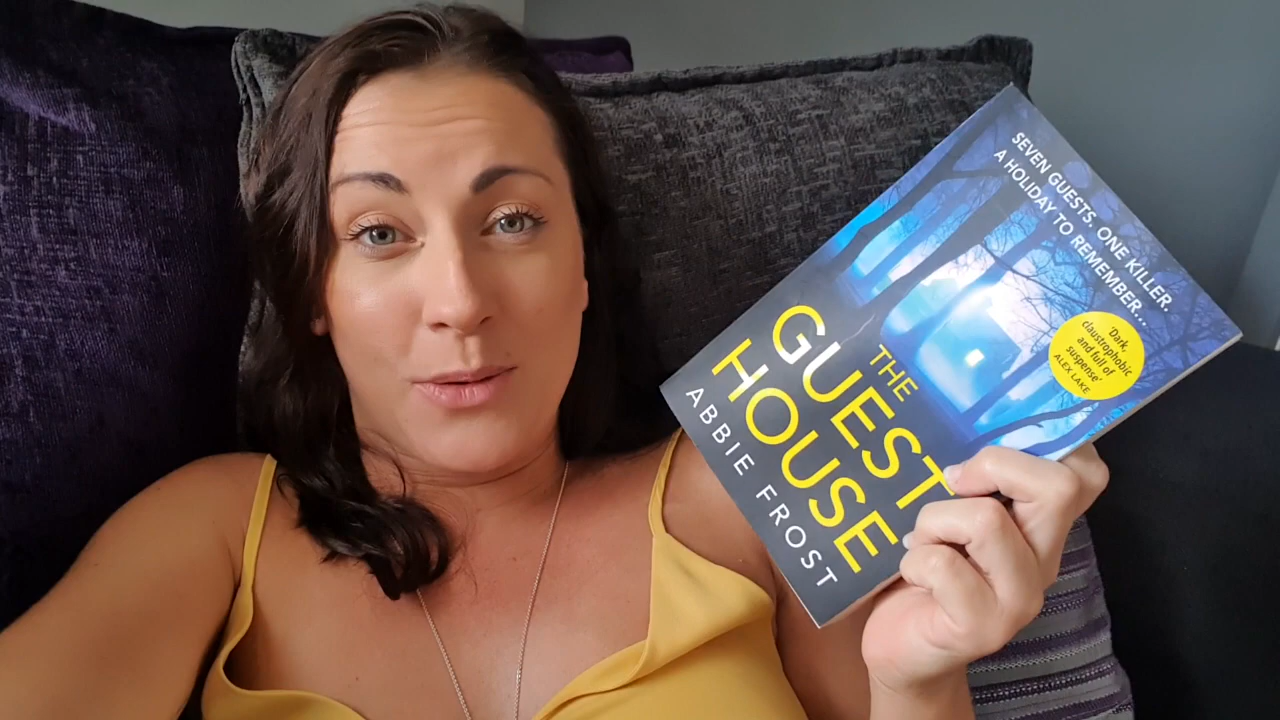 SEVEN GUESTS. ONE KILLER.
A HOLIDAY TO REMEMBER...
'Dark,
claustrophobic
and full of
suspense'
ALEX LAKE
THE
GUEST
HOUSE
ABBIE FROST